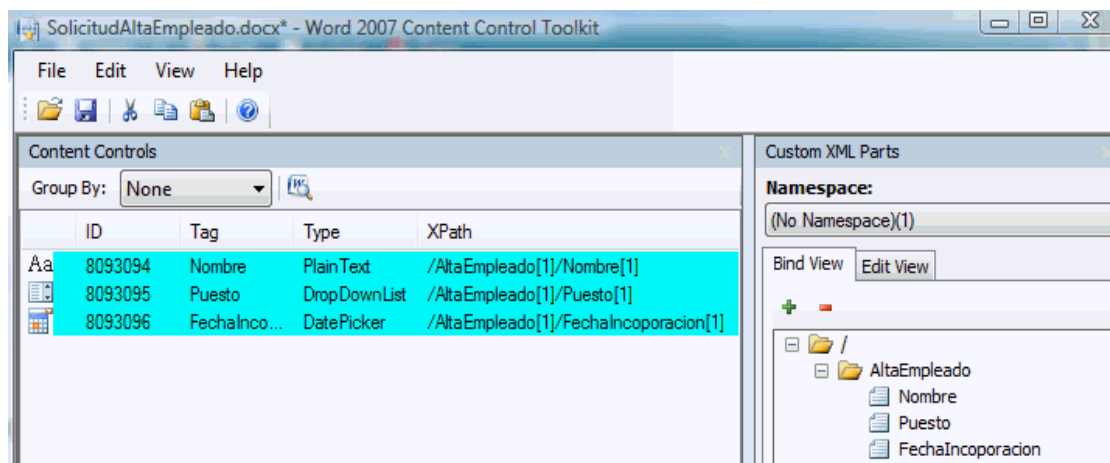 SolicitudAltaEmpleado.docx* - Word 2007 Content Control Toolkit
File Edit View Help
Content Controls
Group By: None
ID Tag Type XPath
Aa 8093094 Nombre PlainText /AltaEmpleado[1]/Nombre[1]
8093095 Puesto DropDownList /AltaEmpleado[1]/Puesto[1]
8093096 FechaInco... DatePicker /AltaEmpleado[1]/FechaIncoporacion[1]
Custom XML Parts
Namespace:
(No Namespace)(1)
Bind View Edit View
/
AltaEmpleado
Nombre
Puesto
FechaIncoporacion